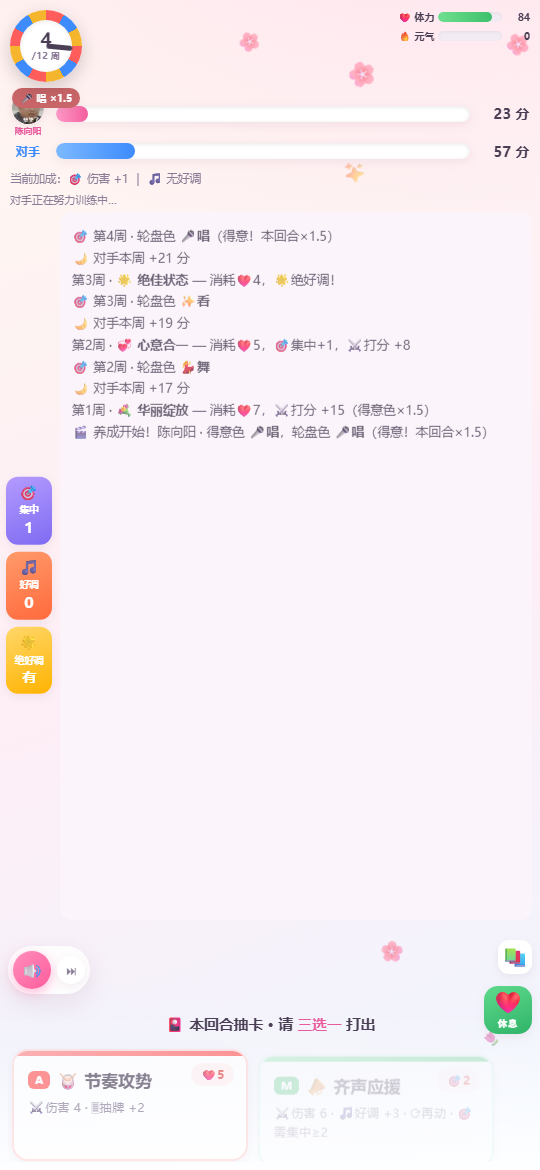 4
/12 周
体力 84
元气 0
唱 ×1.5
陈向阳
23 分
对手
57 分
当前加成: 伤害 +1 | 无好调
对手正在努力训练中...
第4周 · 轮盘色 唱（得意！本回合×1.5）
对手本周 +21 分
第3周 · 绝佳状态 — 消耗4, 绝好调!
第3周 · 轮盘色 香
对手本周 +19 分
第2周 · 心意合一 — 消耗5, 集中+1, 打分 +8
第2周 · 轮盘色 舞
对手本周 +17 分
第1周 · 华丽绽放 — 消耗7, 打分 +15（得意色×1.5）
养成开始！陈向阳 · 得意色 唱, 轮盘色 唱（得意！本回合×1.5）
集中
1
好调
0
绝好调
有
本回合抽卡 • 请 三选一 打出
休息
A 节奏攻势 5
伤害 4 · 抽牌 +2
M 齐声应援 2
伤害 6 · 好调 +3 · 再动 ·
需集中≥2